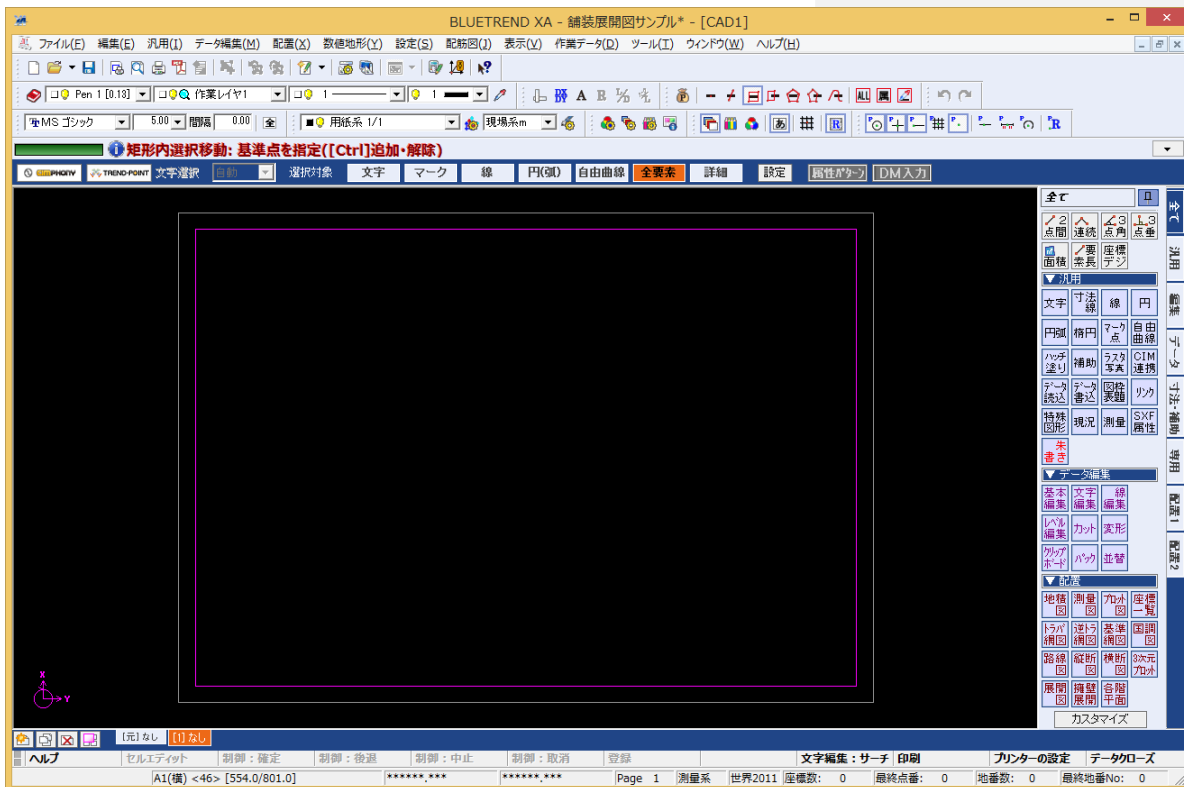 BLUETREND XA - 舗装展開図サンプル* - [CAD1]
ファイル(F) 編集(E) 汎用(I) データ編集(M) 配置(X) 数値地形(Y) 設定(S) 配筋図(J) 表示(V) 作業データ(D) ツール(T) ウィンドウ(W) ヘルプ(H)
Pen 1 [0.13] 作業レイヤ1 1 1 A B ALL
MS ゴシック 5.00 間隔 0.00 全 用紙系 1/1 現場系m あ R R
矩形内選択移動: 基準点を指定([Ctrl]追加・解除)
TREND-POINT 文字選択 自動 選択対象 文字 マーク 線 円(弧) 自由曲線 全要素 詳細 設定 属性パターン DM入力
全て
2点間 連続 3点角 3点垂
面積 要素長 座標デジ
▼汎用
文字 寸法線 線 円
円弧 楕円 マーク点 自由曲線
ハッチ塗り 補助 ラスタ写真 CIM連携
データ読込 データ書込 図枠表題 リンク
特殊図形 現況 測量 SXF属性
朱書き
▼データ編集
基本編集 文字編集 線編集
レベル編集 カット 変形
クリップボード パック 並替
▼配置
地積図 測量図 プロット図 座標一覧
トラバ網図 逆トラ網図 基準網図 国調図
路線図 縦断図 横断図 3次元プロット
展開図 擁壁展開 各階平面
カスタマイズ
全て
汎用
編集
データ
寸法・補助
専用
配置1
配置2
X
Y
[元]なし [1]なし
ヘルプ セルエディット 制御：確定 制御：後退 制御：中止 制御：取消 登録 文字編集：サーチ 印刷 プリンターの設定 データクローズ
A1(横) <46> [554.0/801.0] ******.*** ******.*** Page 1 測量系 世界2011 座標数: 0 最終点番: 0 地番数: 0 最終地番No: 0